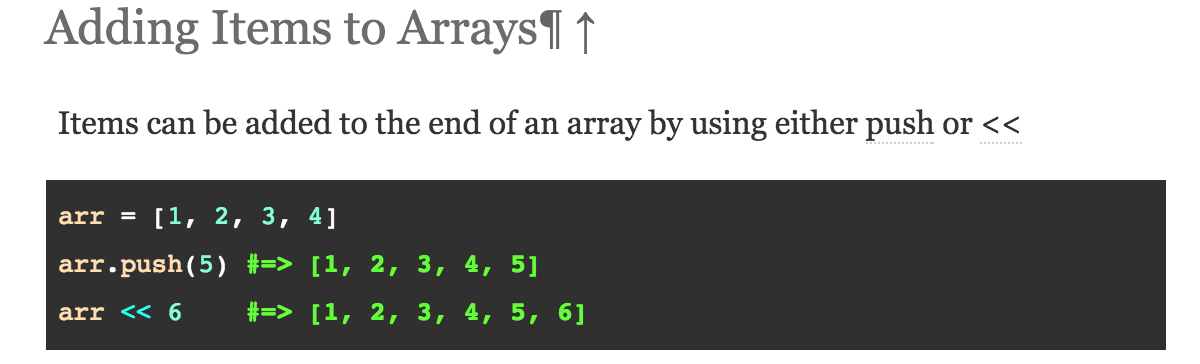 Adding Items to Arrays¶ ↑
Items can be added to the end of an array by using either push or <<
arr = [1, 2, 3, 4]
arr.push(5) #=> [1, 2, 3, 4, 5]
arr << 6    #=> [1, 2, 3, 4, 5, 6]